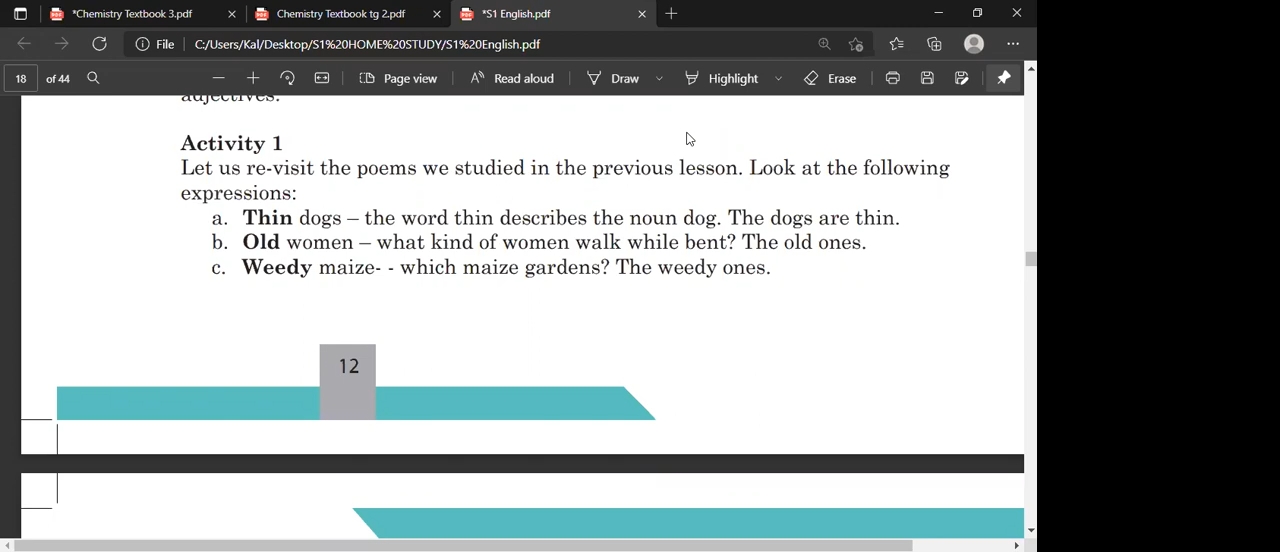 *Chemistry Textbook 3.pdf
Chemistry Textbook tg 2.pdf
*S1 English.pdf
File
C:/Users/Kal/Desktop/S1%20HOME%20STUDY/S1%20English.pdf
18 of 44
Page view
Read aloud
Draw
Highlight
Erase
adjectives.
Activity 1
Let us re-visit the poems we studied in the previous lesson. Look at the following
expressions:
a. Thin dogs – the word thin describes the noun dog. The dogs are thin.
b. Old women – what kind of women walk while bent? The old ones.
c. Weedy maize- - which maize gardens? The weedy ones.
12